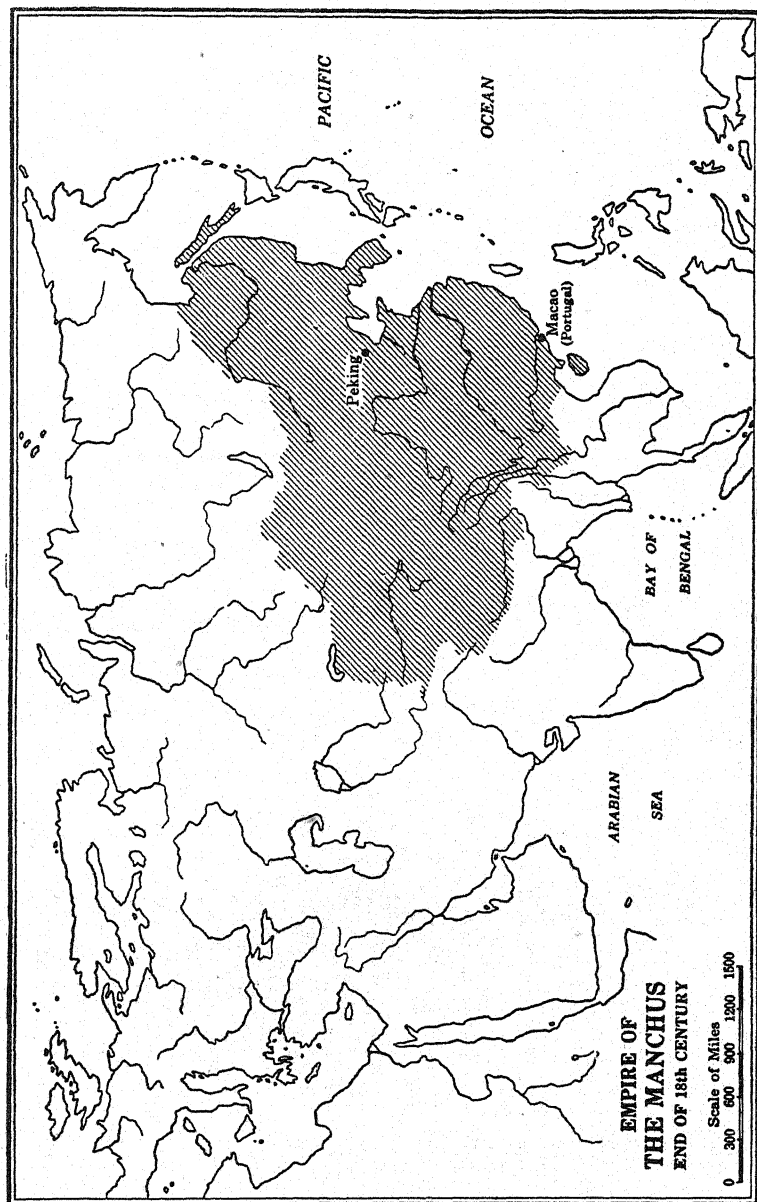 PACIFIC
OCEAN
Peking
Macao
(Portugal)
BAY OF
BENGAL
ARABIAN
SEA
EMPIRE OF
THE MANCHUS
END OF 18th CENTURY
Scale of Miles
0 300 600 900 1200 1500